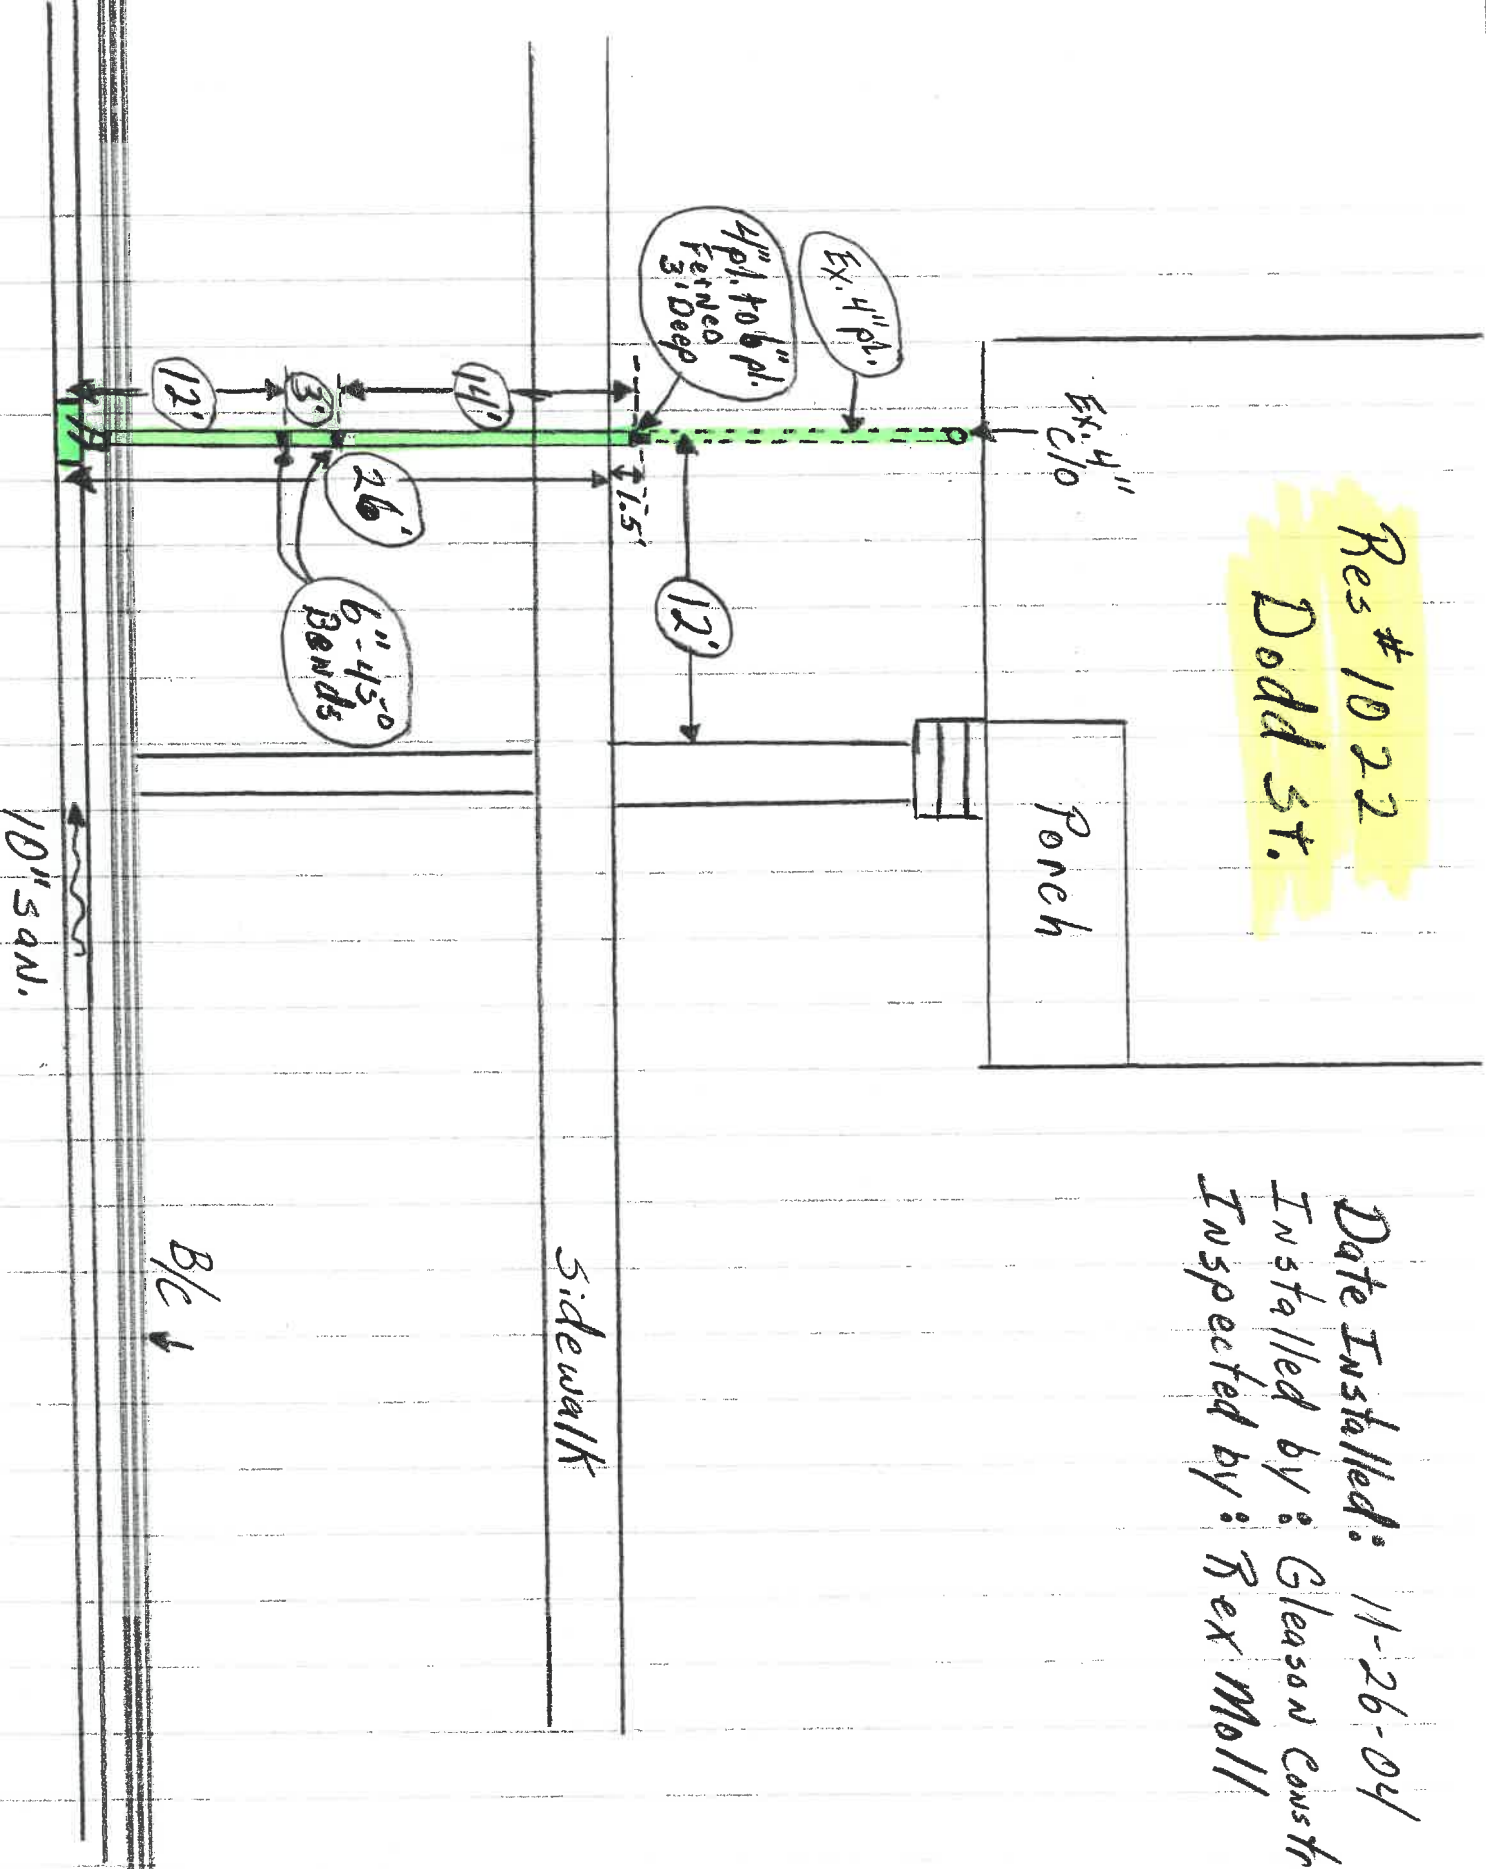 Res # 1022
Dodd St.
Date Installed: 11-26-04
Installed by: Gleason Constr
Inspected by: Rex Moll
Ex. 4"
c/o
Porch
Ex. 4" pl.
4" pl. to 6" pl.
Ferneo
3' Deep
12'
1.5'
14'
3'
12'
26'
6"-45°
Bends
Sidewalk
B/C
10" san.